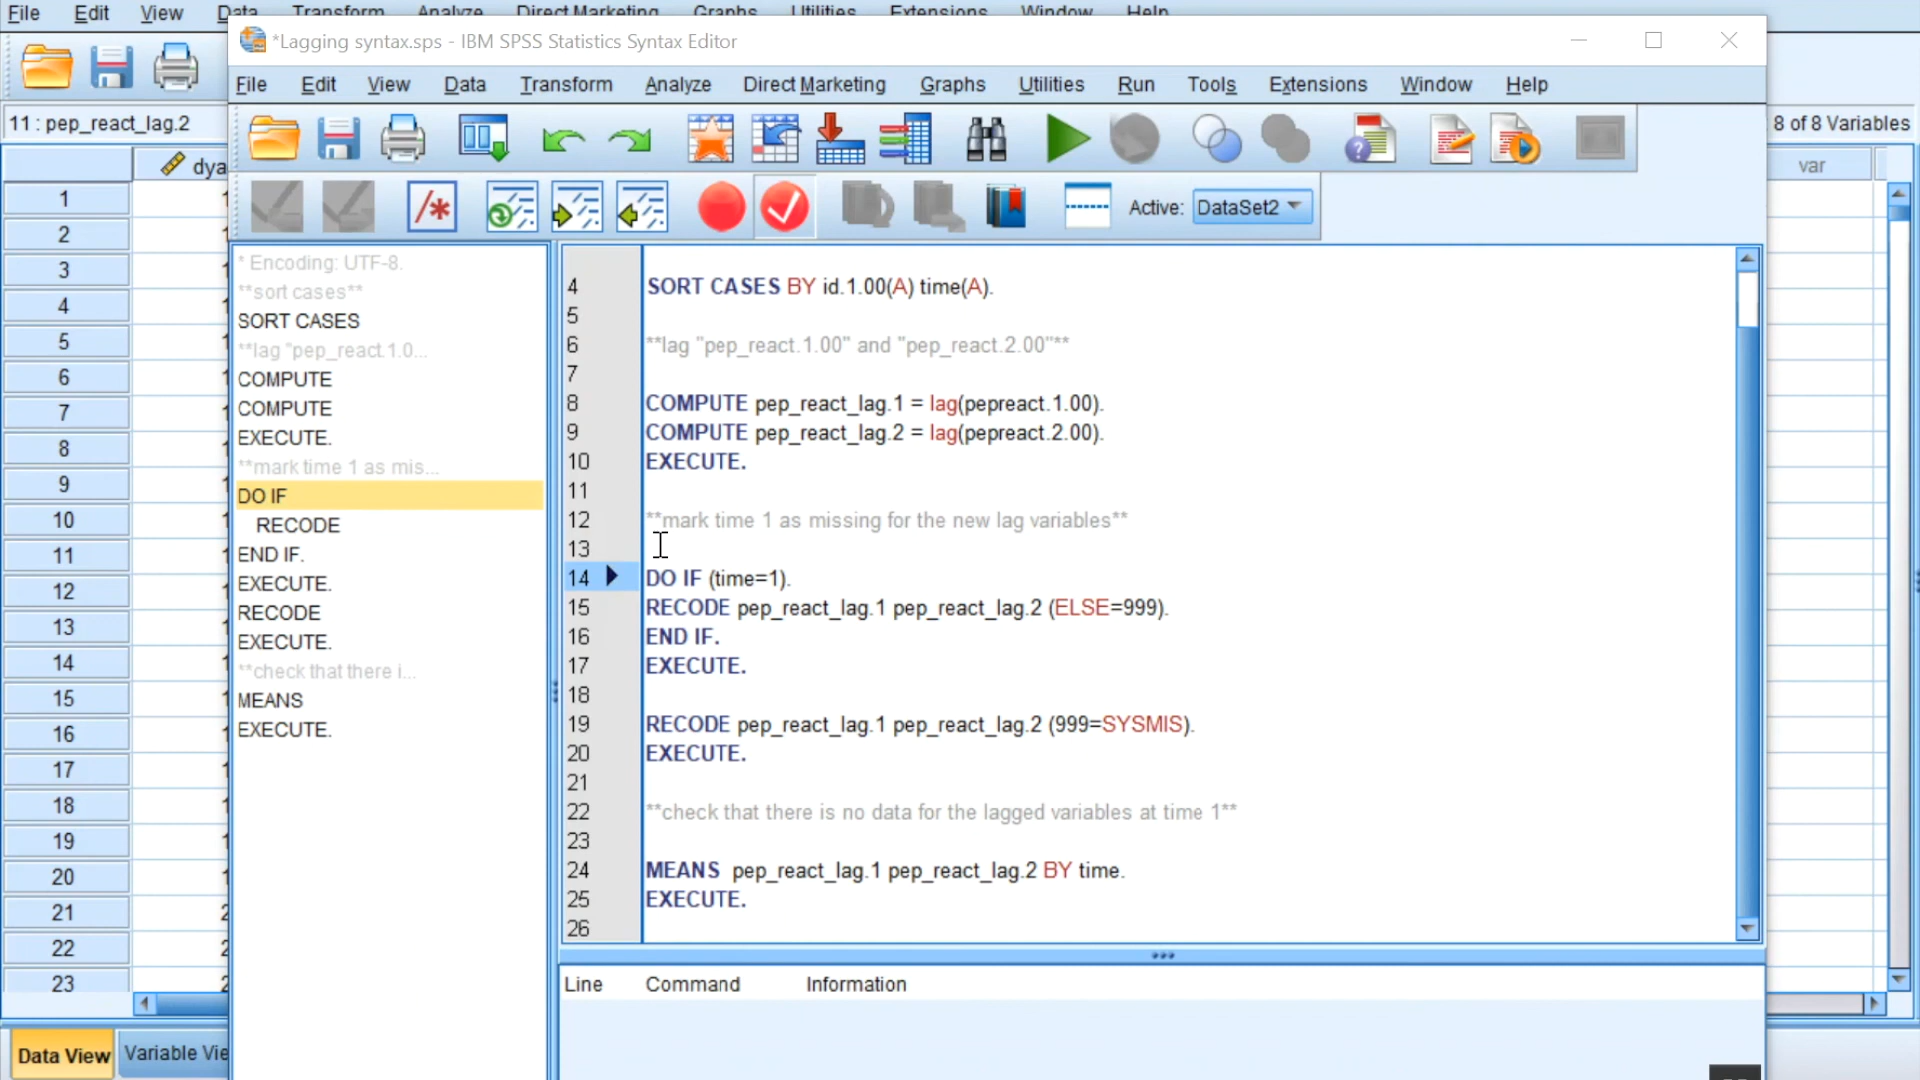 File Edit View Data Transform Analyze Direct Marketing Graphs Utilities Extensions Window Help
*Lagging syntax.sps - IBM SPSS Statistics Syntax Editor
File Edit View Data Transform Analyze Direct Marketing Graphs Utilities Run Tools Extensions Window Help
11 : pep_react_lag.2
8 of 8 Variables
Active: DataSet2
dya
var
1
2
3
4
5
6
7
8
9
10
11
12
13
14
15
16
17
18
19
20
21
22
23
* Encoding: UTF-8.
**sort cases**
SORT CASES
**lag "pep_react.1.0...
COMPUTE
COMPUTE
EXECUTE.
**mark time 1 as mis...
DO IF
RECODE
END IF.
EXECUTE.
RECODE
EXECUTE.
**check that there i...
MEANS
EXECUTE.
4 SORT CASES BY id.1.00(A) time(A).
5
6 **lag "pep_react.1.00" and "pep_react.2.00"**
7
8 COMPUTE pep_react_lag.1 = lag(pepreact.1.00).
9 COMPUTE pep_react_lag.2 = lag(pepreact.2.00).
10 EXECUTE.
11
12 **mark time 1 as missing for the new lag variables**
13
14 DO IF (time=1).
15 RECODE pep_react_lag.1 pep_react_lag.2 (ELSE=999).
16 END IF.
17 EXECUTE.
18
19 RECODE pep_react_lag.1 pep_react_lag.2 (999=SYSMIS).
20 EXECUTE.
21
22 **check that there is no data for the lagged variables at time 1**
23
24 MEANS pep_react_lag.1 pep_react_lag.2 BY time.
25 EXECUTE.
26
Line Command Information
Data View Variable Vie